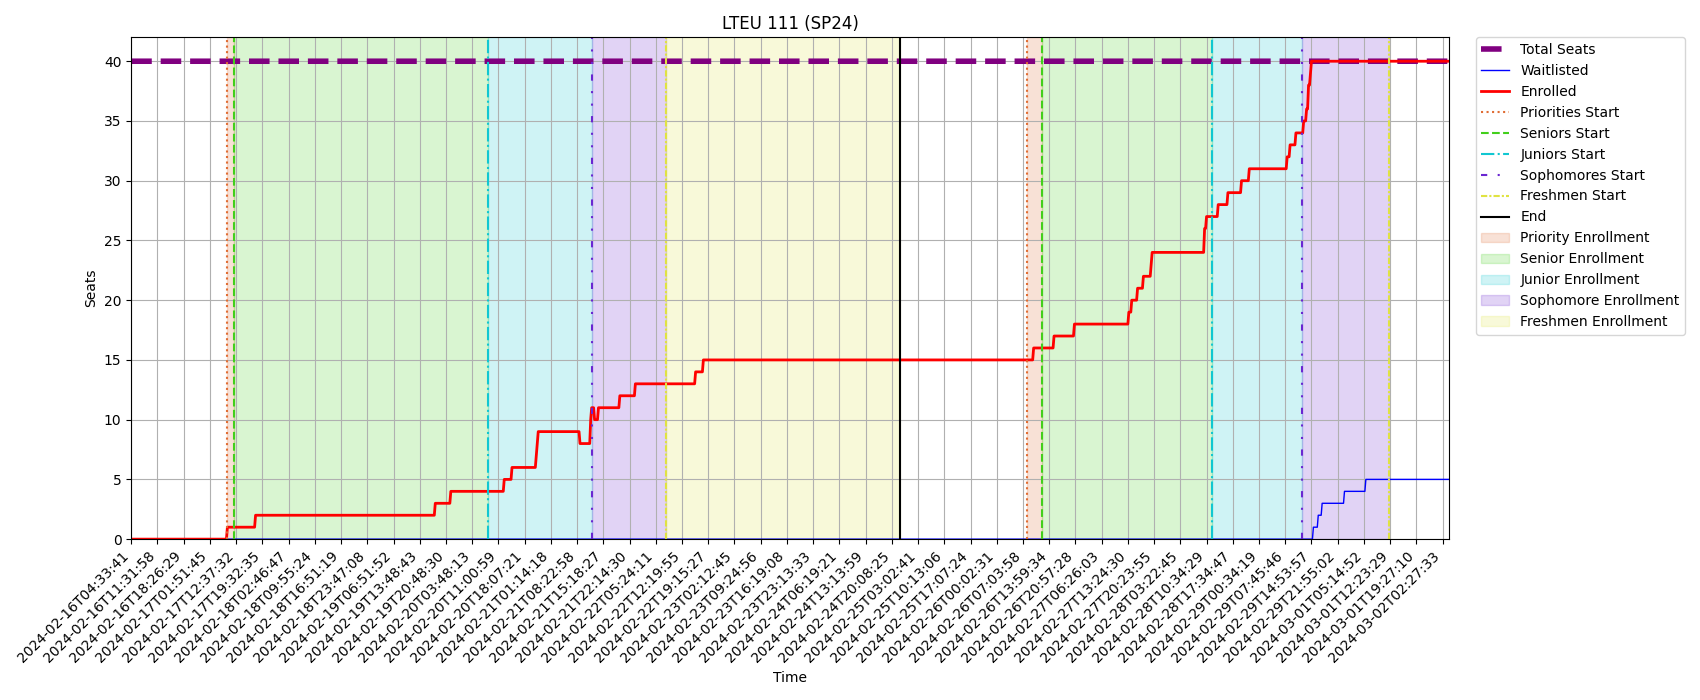 LTEU 111 (SP24)
Seats
40
35
30
25
20
15
10
5
0
2024-02-16T04:33:41
2024-02-16T11:31:58
2024-02-16T18:26:29
2024-02-17T01:51:45
2024-02-17T12:37:32
2024-02-17T19:32:35
2024-02-18T02:46:47
2024-02-18T09:55:24
2024-02-18T16:51:19
2024-02-18T23:47:08
2024-02-19T06:51:52
2024-02-19T13:48:43
2024-02-19T20:48:30
2024-02-20T03:48:13
2024-02-20T11:00:59
2024-02-20T18:07:21
2024-02-21T01:14:18
2024-02-21T08:22:58
2024-02-21T15:18:27
2024-02-21T22:14:30
2024-02-22T05:24:11
2024-02-22T12:19:55
2024-02-22T19:15:27
2024-02-23T02:12:45
2024-02-23T09:24:56
2024-02-23T16:19:08
2024-02-23T23:13:33
2024-02-24T06:19:21
2024-02-24T13:13:59
2024-02-24T20:08:25
2024-02-25T03:02:41
2024-02-25T10:13:06
2024-02-25T17:07:24
2024-02-26T00:02:31
2024-02-26T07:03:58
2024-02-26T13:59:34
2024-02-26T20:57:28
2024-02-27T06:26:03
2024-02-27T13:24:30
2024-02-27T20:23:55
2024-02-28T03:22:45
2024-02-28T10:34:29
2024-02-28T17:34:47
2024-02-29T00:34:19
2024-02-29T07:45:46
2024-02-29T14:53:57
2024-02-29T21:55:02
2024-03-01T05:14:52
2024-03-01T12:23:29
2024-03-01T19:27:10
2024-03-02T02:27:33
Time
Total Seats
Waitlisted
Enrolled
Priorities Start
Seniors Start
Juniors Start
Sophomores Start
Freshmen Start
End
Priority Enrollment
Senior Enrollment
Junior Enrollment
Sophomore Enrollment
Freshmen Enrollment